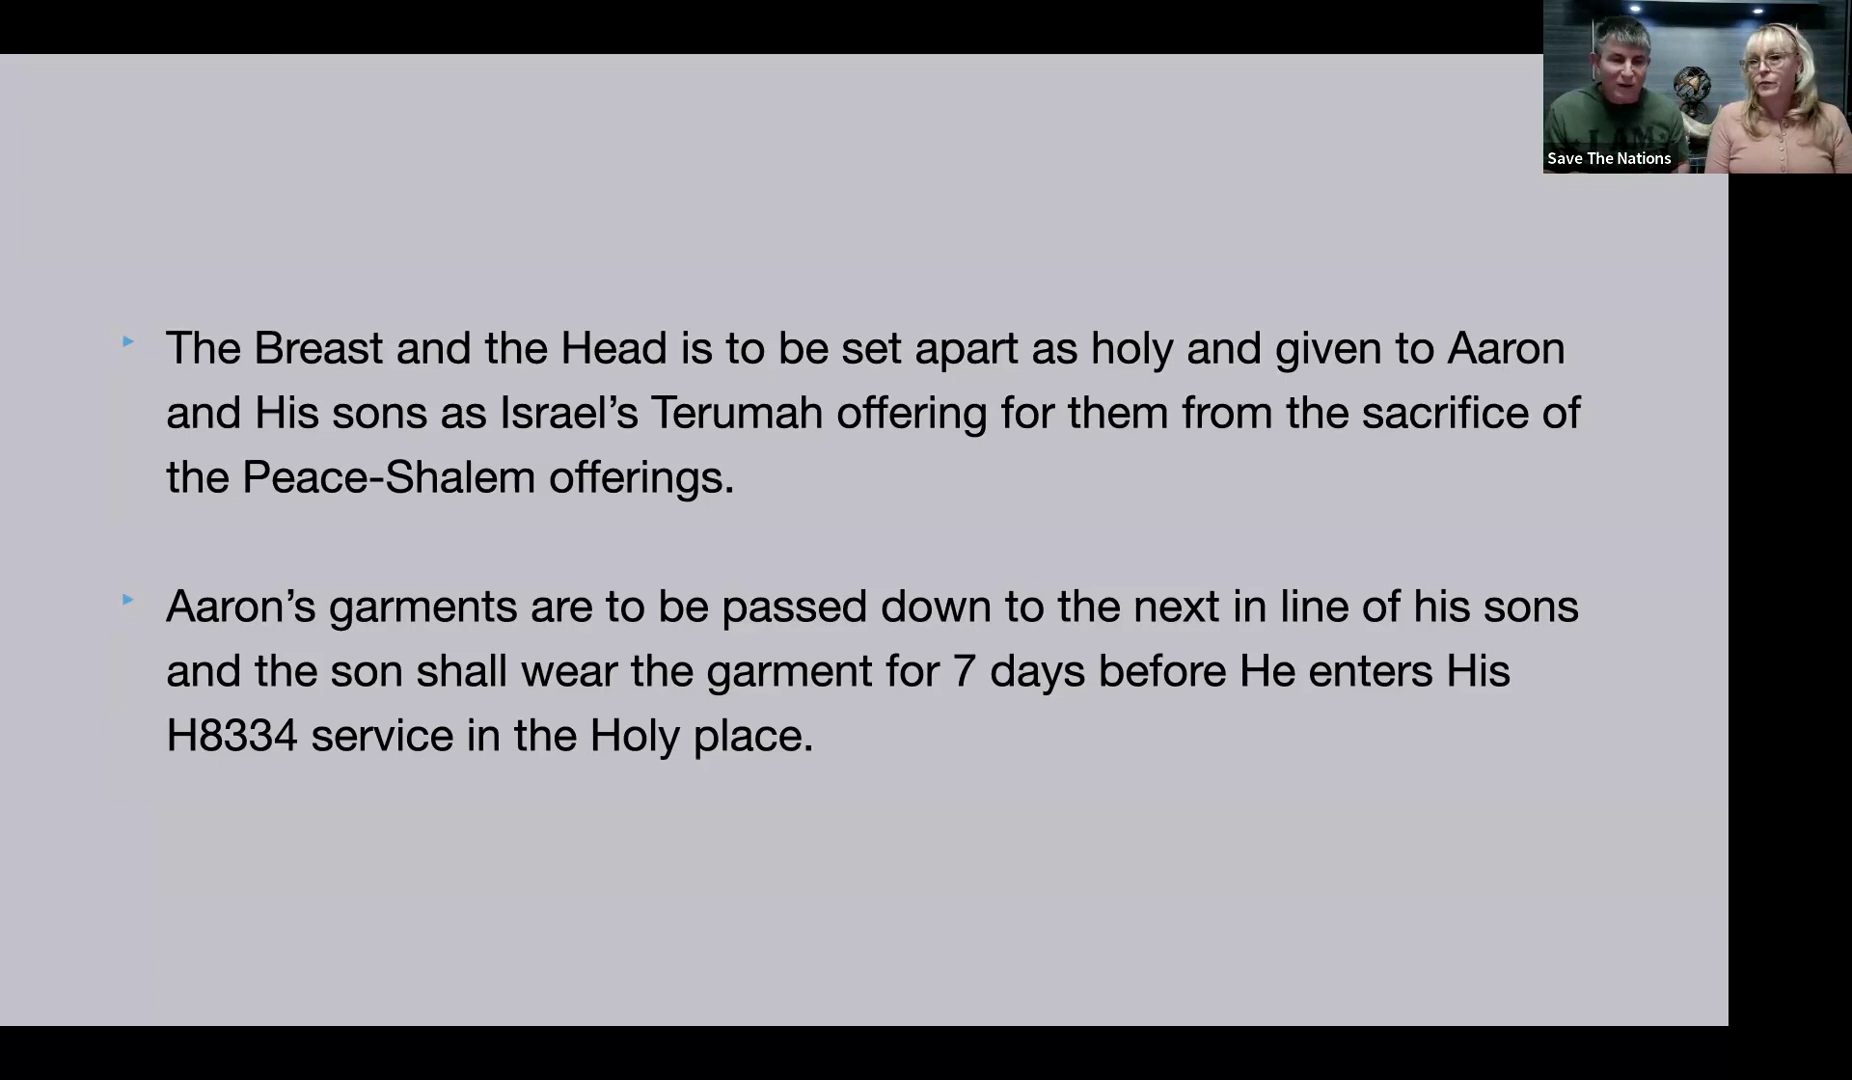 Save The Nations
The Breast and the Head is to be set apart as holy and given to Aaron
and His sons as Israel’s Terumah offering for them from the sacrifice of
the Peace-Shalem offerings.
Aaron’s garments are to be passed down to the next in line of his sons
and the son shall wear the garment for 7 days before He enters His
H8334 service in the Holy place.